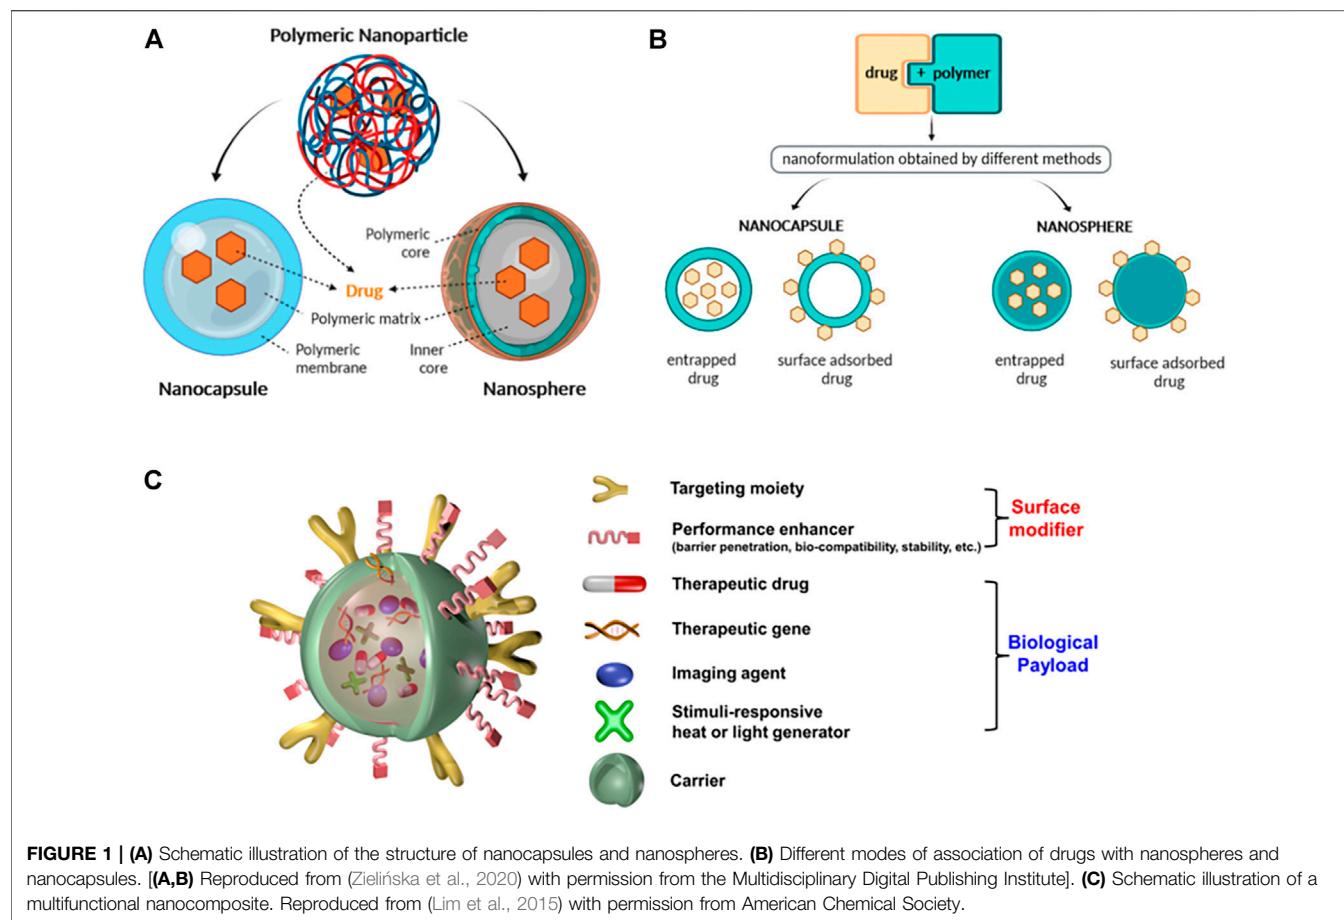 A
Polymeric Nanoparticle
Polymeric
core
Drug
Polymeric matrix
Polymeric
membrane
Inner
core
Nanocapsule
Nanosphere
B
drug + polymer
nanoformulation obtained by different methods
NANOCAPSULE
NANOSPHERE
entrapped
drug
surface adsorbed
drug
entrapped
drug
surface adsorbed
drug
C
Targeting moiety
Performance enhancer
(barrier penetration, bio-compatibility, stability, etc.)
Surface
modifier
Therapeutic drug
Therapeutic gene
Imaging agent
Stimuli-responsive
heat or light generator
Biological
Payload
Carrier
FIGURE 1 | (A) Schematic illustration of the structure of nanocapsules and nanospheres. (B) Different modes of association of drugs with nanospheres and
nanocapsules. [(A,B) Reproduced from (Zielińska et al., 2020) with permission from the Multidisciplinary Digital Publishing Institute]. (C) Schematic illustration of a
multifunctional nanocomposite. Reproduced from (Lim et al., 2015) with permission from American Chemical Society.